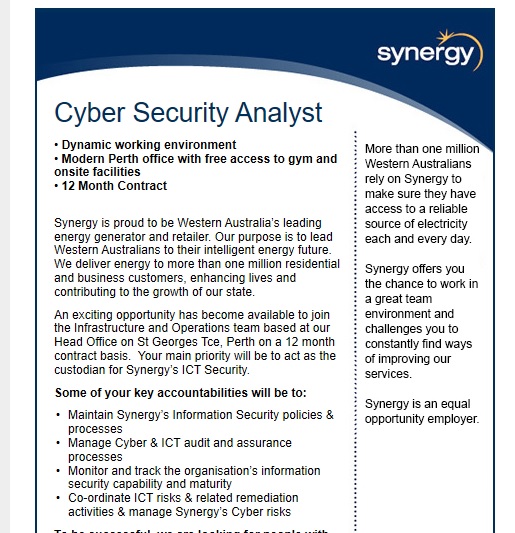 synergy
Cyber Security Analyst
• Dynamic working environment
• Modern Perth office with free access to gym and
onsite facilities
• 12 Month Contract
Synergy is proud to be Western Australia's leading
energy generator and retailer. Our purpose is to lead
Western Australians to their intelligent energy future.
We deliver energy to more than one million residential
and business customers, enhancing lives and
contributing to the growth of our state.
An exciting opportunity has become available to join
the Infrastructure and Operations team based at our
Head Office on St Georges Tce, Perth on a 12 month
contract basis.  Your main priority will be to act as the
custodian for Synergy's ICT Security.
Some of your key accountabilities will be to:
• Maintain Synergy's Information Security policies &
processes
• Manage Cyber & ICT audit and assurance
processes
• Monitor and track the organisation's information
security capability and maturity
• Co-ordinate ICT risks & related remediation
activities & manage Synergy's Cyber risks
To be successful, we are looking for people with
More than one million
Western Australians
rely on Synergy to
make sure they have
access to a reliable
source of electricity
each and every day.
Synergy offers you
the chance to work in
a great team
environment and
challenges you to
constantly find ways
of improving our
services.
Synergy is an equal
opportunity employer.